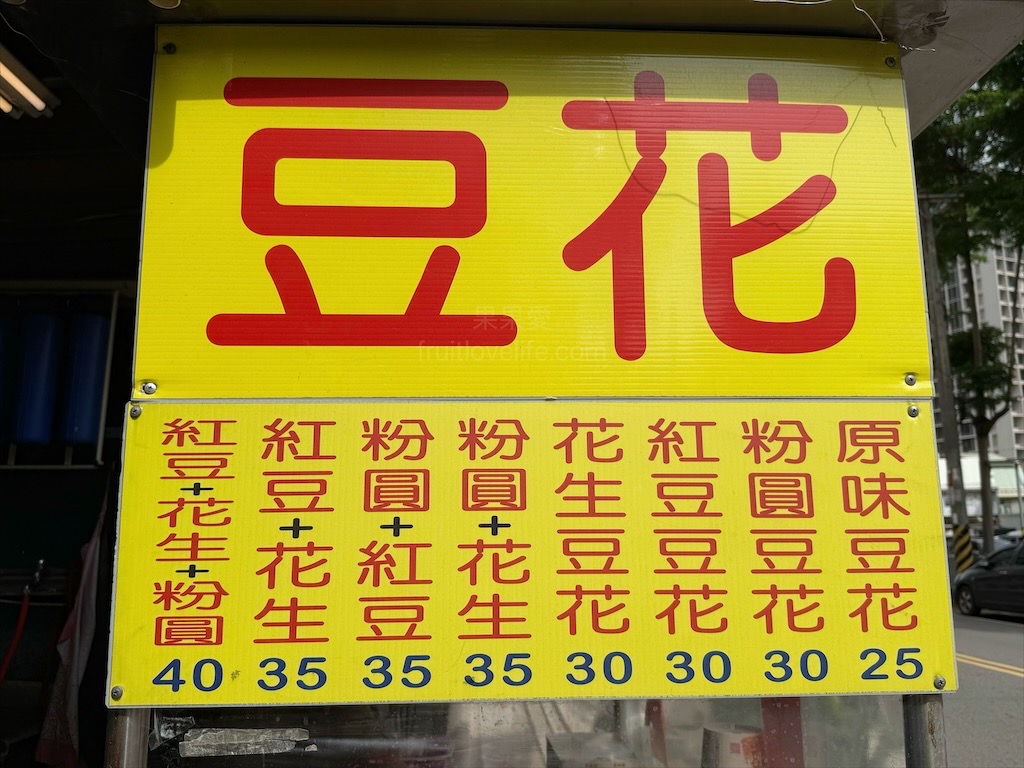 豆花
原味豆花 25
粉圓豆花 30
紅豆豆花 30
花生豆花 30
粉圓+花生 35
粉圓+紅豆 35
紅豆+花生 35
紅豆+花生+粉圓 40
fruitlovelife.com